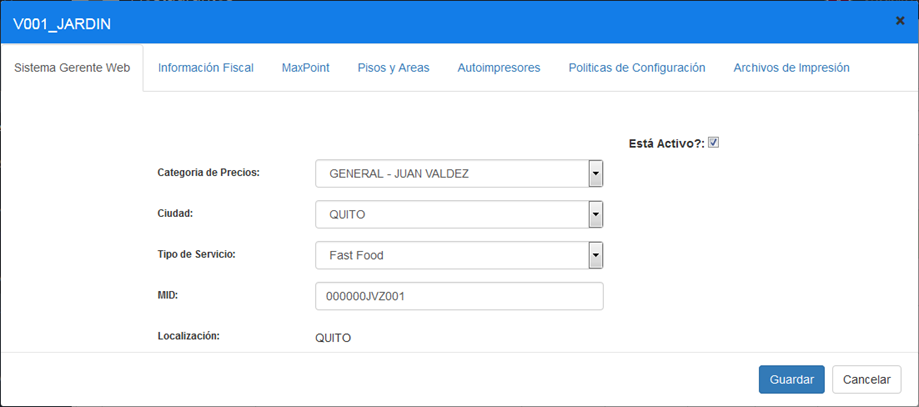 V001_JARDIN
Sistema Gerente Web Información Fiscal MaxPoint Pisos y Areas Autoimpresores Politicas de Configuración Archivos de Impresión
Está Activo?:
Categoria de Precios: GENERAL - JUAN VALDEZ
Ciudad: QUITO
Tipo de Servicio: Fast Food
MID: 000000JVZ001
Localización: QUITO
Guardar Cancelar